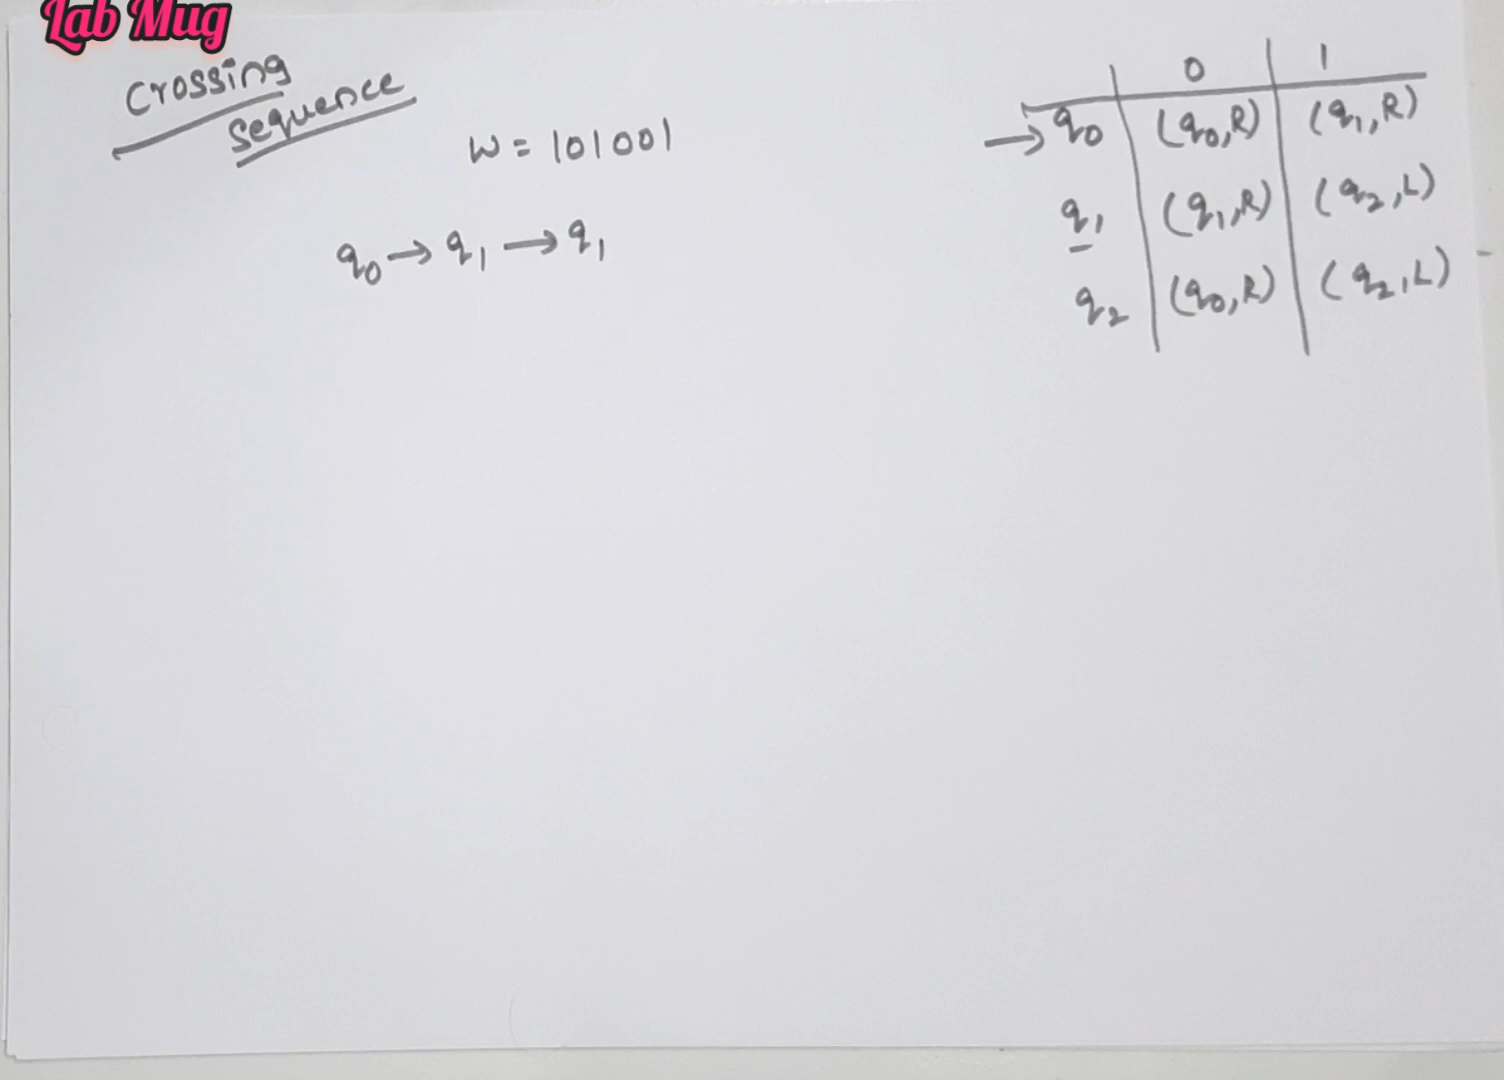 Lab Mug
Crossing
Sequence
w = 101001
q0 → q1 → q1
0 1
→ q0 (q0,R) (q1,R)
q1 (q1,R) (q2,L)
q2 (q0,R) (q2,L)